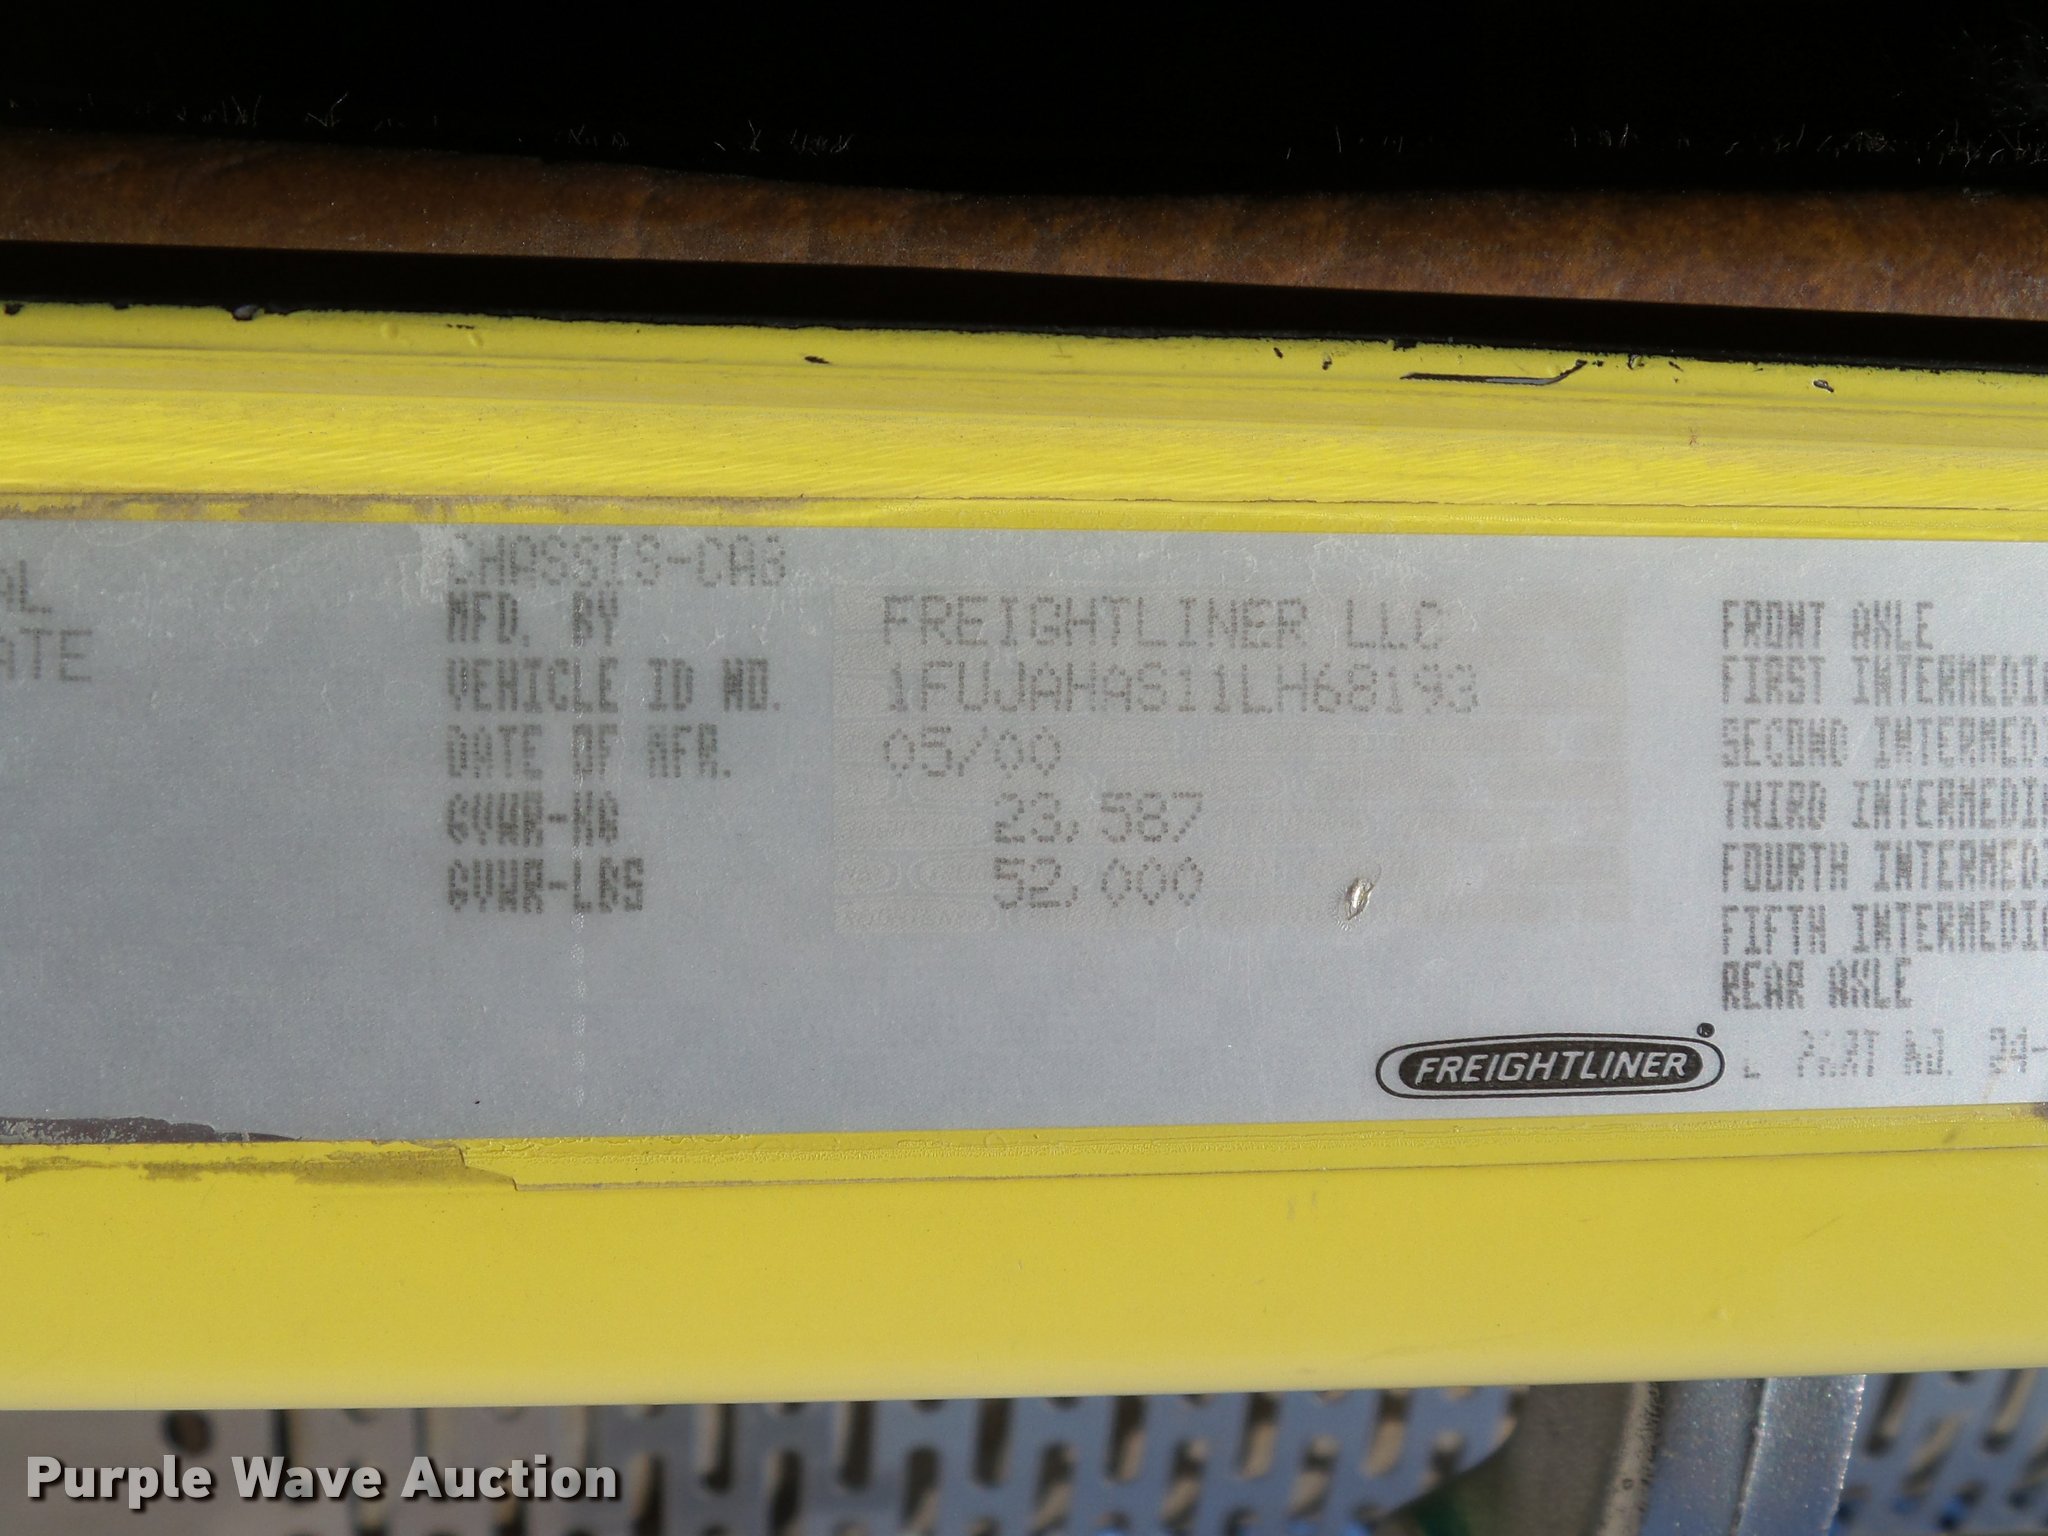 AL
ATE
CHASSIS-CAB
MFD. BY FREIGHTLINER LLC
VEHICLE ID NO. 1FUJAHAS11LH68193
DATE OF MFR. 05/00
GVWR-KG 23,587
GVWR-LBS 52,000
FRONT AXLE
FIRST INTERMEDI
SECOND INTERMED
THIRD INTERMEDI
FOURTH INTERMED
FIFTH INTERMEDI
REAR AXLE
FREIGHTLINER®
Purple Wave Auction